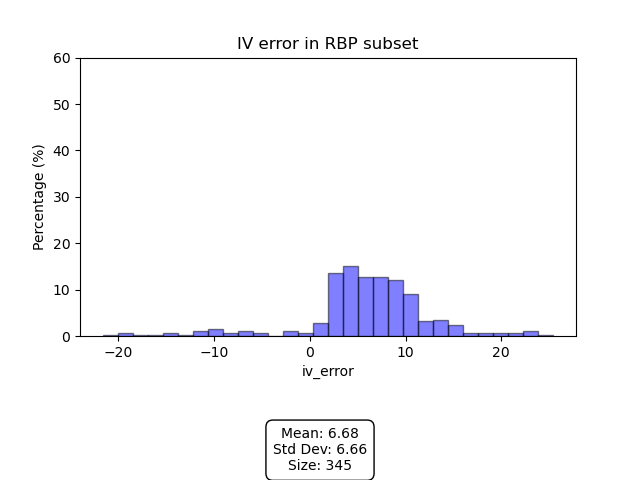 IV error in RBP subset
60
50
40
30
20
10
0
Percentage (%)
−20
−10
0
10
20
iv_error
Mean: 6.68
Std Dev: 6.66
Size: 345